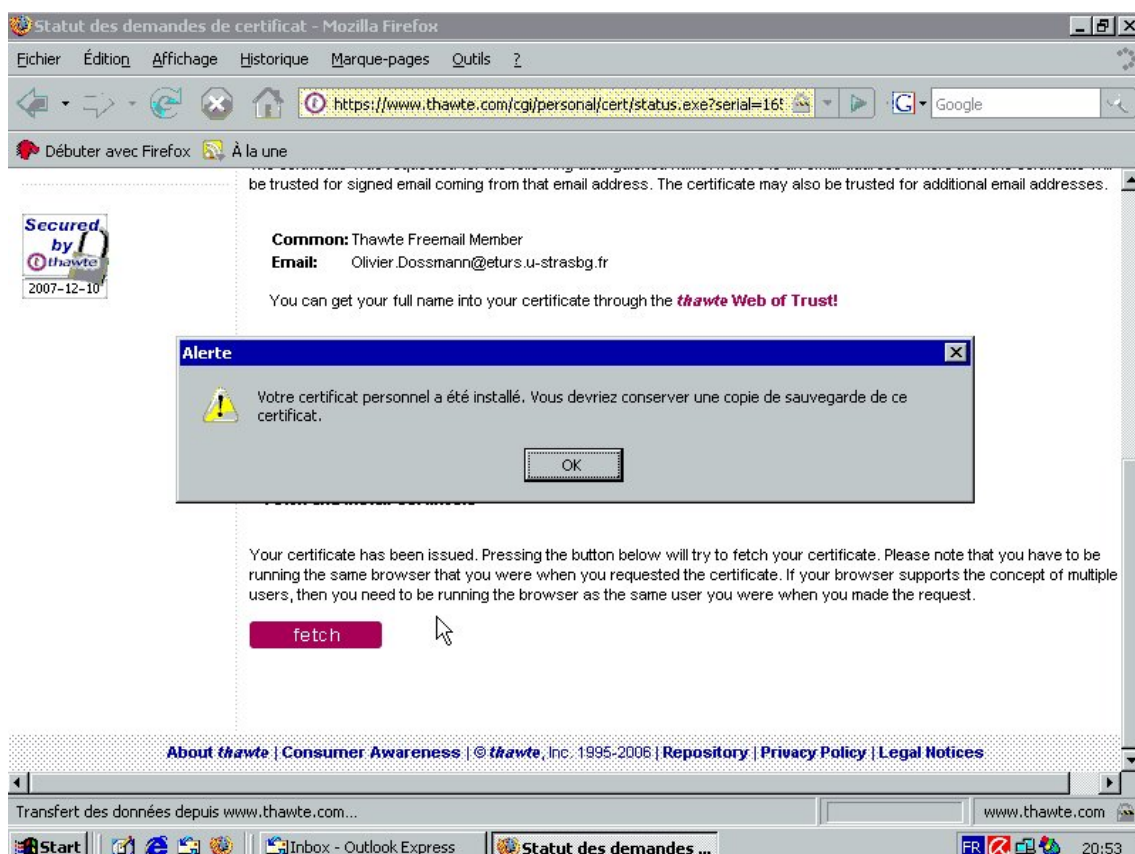 Statut des demandes de certificat - Mozilla Firefox
Fichier Édition Affichage Historique Marque-pages Outils ?
https://www.thawte.com/cgi/personal/cert/status.exe?serial=16
G Google
Débuter avec Firefox À la une
be trusted for signed email coming from that email address. The certificate may also be trusted for additional email addresses.
Secured
by
thawte
2007-12-10
Common: Thawte Freemail Member
Email: Olivier.Dossmann@eturs.u-strasbg.fr
You can get your full name into your certificate through the thawte Web of Trust!
Alerte
Votre certificat personnel a été installé. Vous devriez conserver une copie de sauvegarde de ce
certificat.
OK
Your certificate has been issued. Pressing the button below will try to fetch your certificate. Please note that you have to be
running the same browser that you were when you requested the certificate. If your browser supports the concept of multiple
users, then you need to be running the browser as the same user you were when you made the request.
fetch
About thawte | Consumer Awareness | © thawte, Inc. 1995-2006 | Repository | Privacy Policy | Legal Notices
Transfert des données depuis www.thawte.com...
www.thawte.com
Start
Inbox - Outlook Express
Statut des demandes ...
FR
20:53